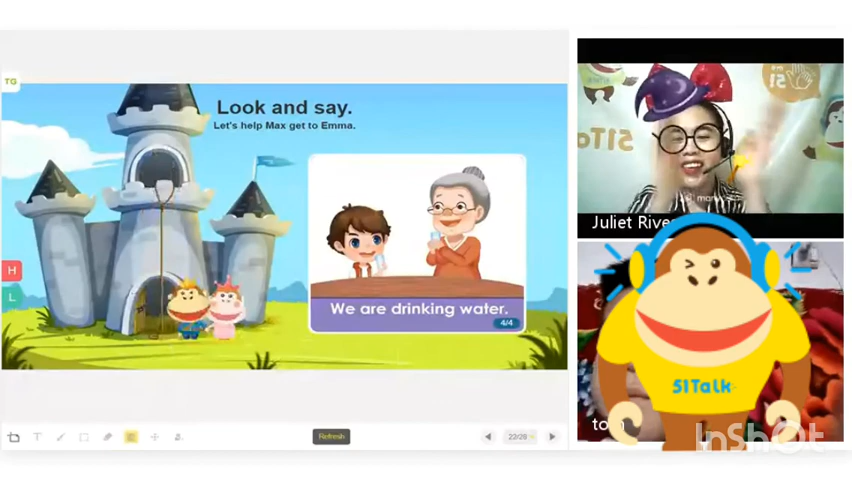 TG
Look and say.
Let's help Max get to Emma.
H
L
We are drinking water.
4/4
T
Refresh
22/26
51Talk
Juliet River
51Talk
InShOt